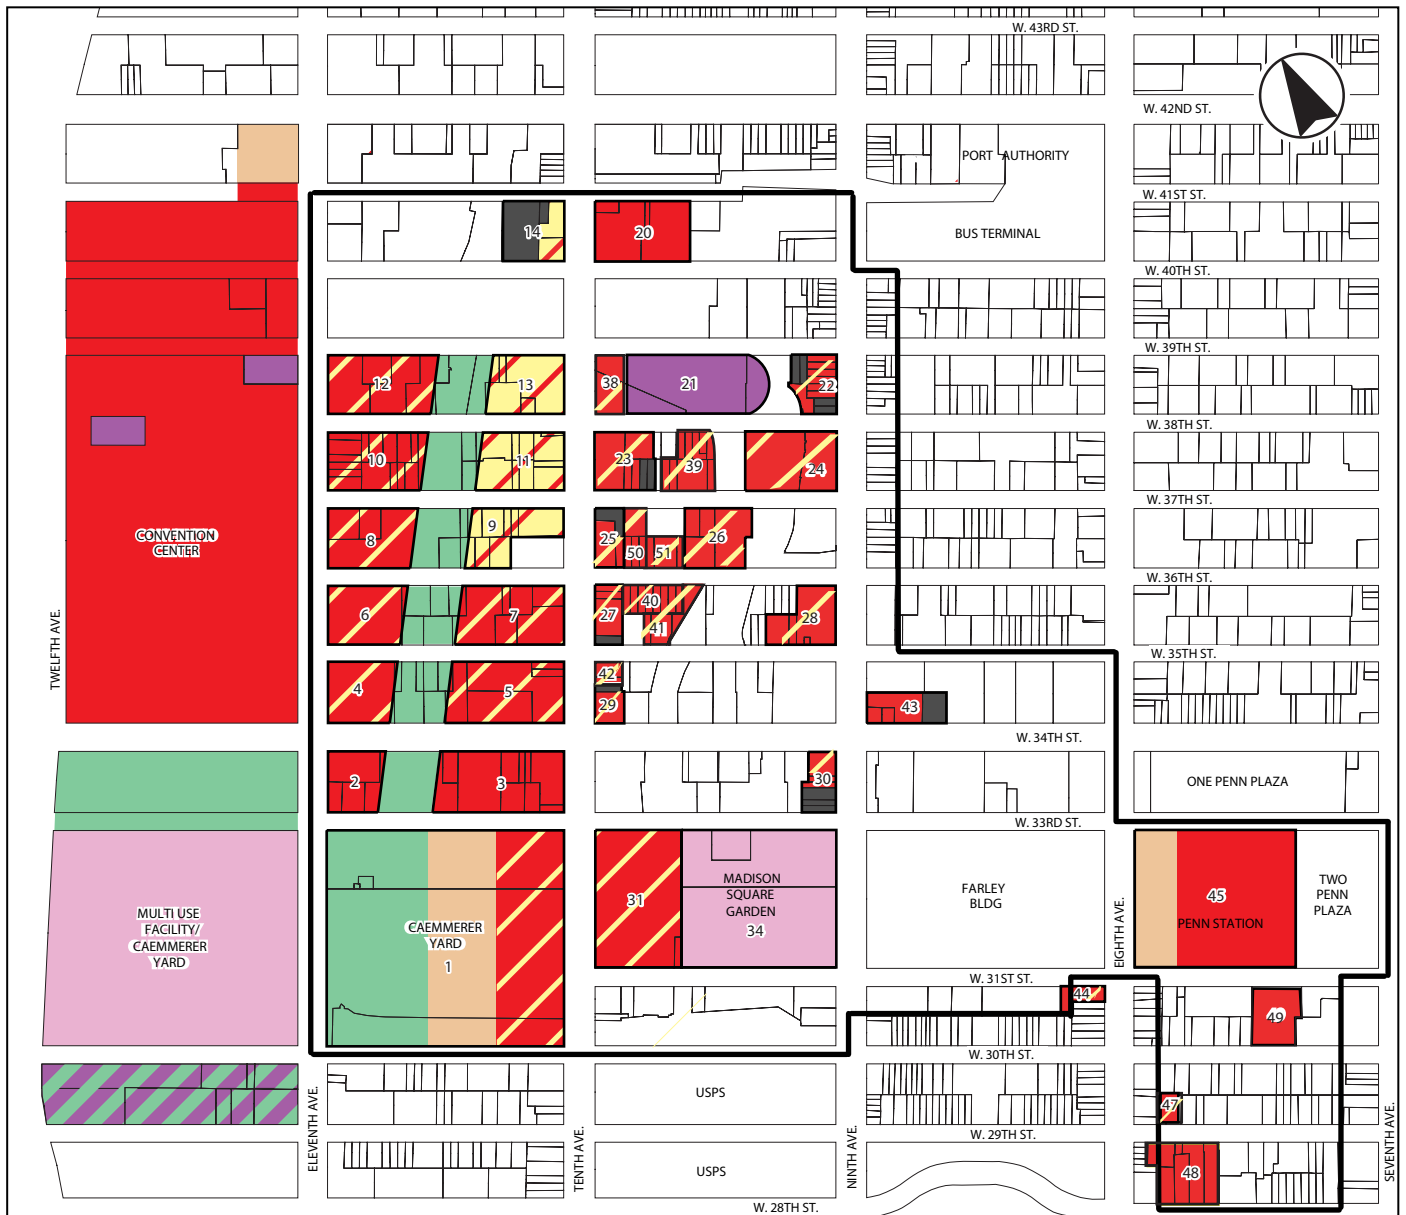 W. 43RD ST.
W. 42ND ST.
PORT AUTHORITY
W. 41ST ST.
14
20
BUS TERMINAL
W. 40TH ST.
W. 39TH ST.
12
13
38
21
22
W. 38TH ST.
10
11
23
39
24
W. 37TH ST.
CONVENTION
CENTER
8
9
25
50
51
26
W. 36TH ST.
TWELFTH AVE.
6
7
27
40
41
28
W. 35TH ST.
4
5
42
29
43
W. 34TH ST.
2
3
30
ONE PENN PLAZA
W. 33RD ST.
MULTI USE
FACILITY/
CAEMMERER
YARD
CAEMMERER
YARD
1
31
MADISON
SQUARE
GARDEN
34
FARLEY
BLDG
EIGHTH AVE.
45
PENN STATION
TWO
PENN
PLAZA
W. 31ST ST.
44
49
W. 30TH ST.
ELEVENTH AVE.
TENTH AVE.
USPS
NINTH AVE.
47
SEVENTH AVE.
W. 29TH ST.
USPS
48
W. 28TH ST.